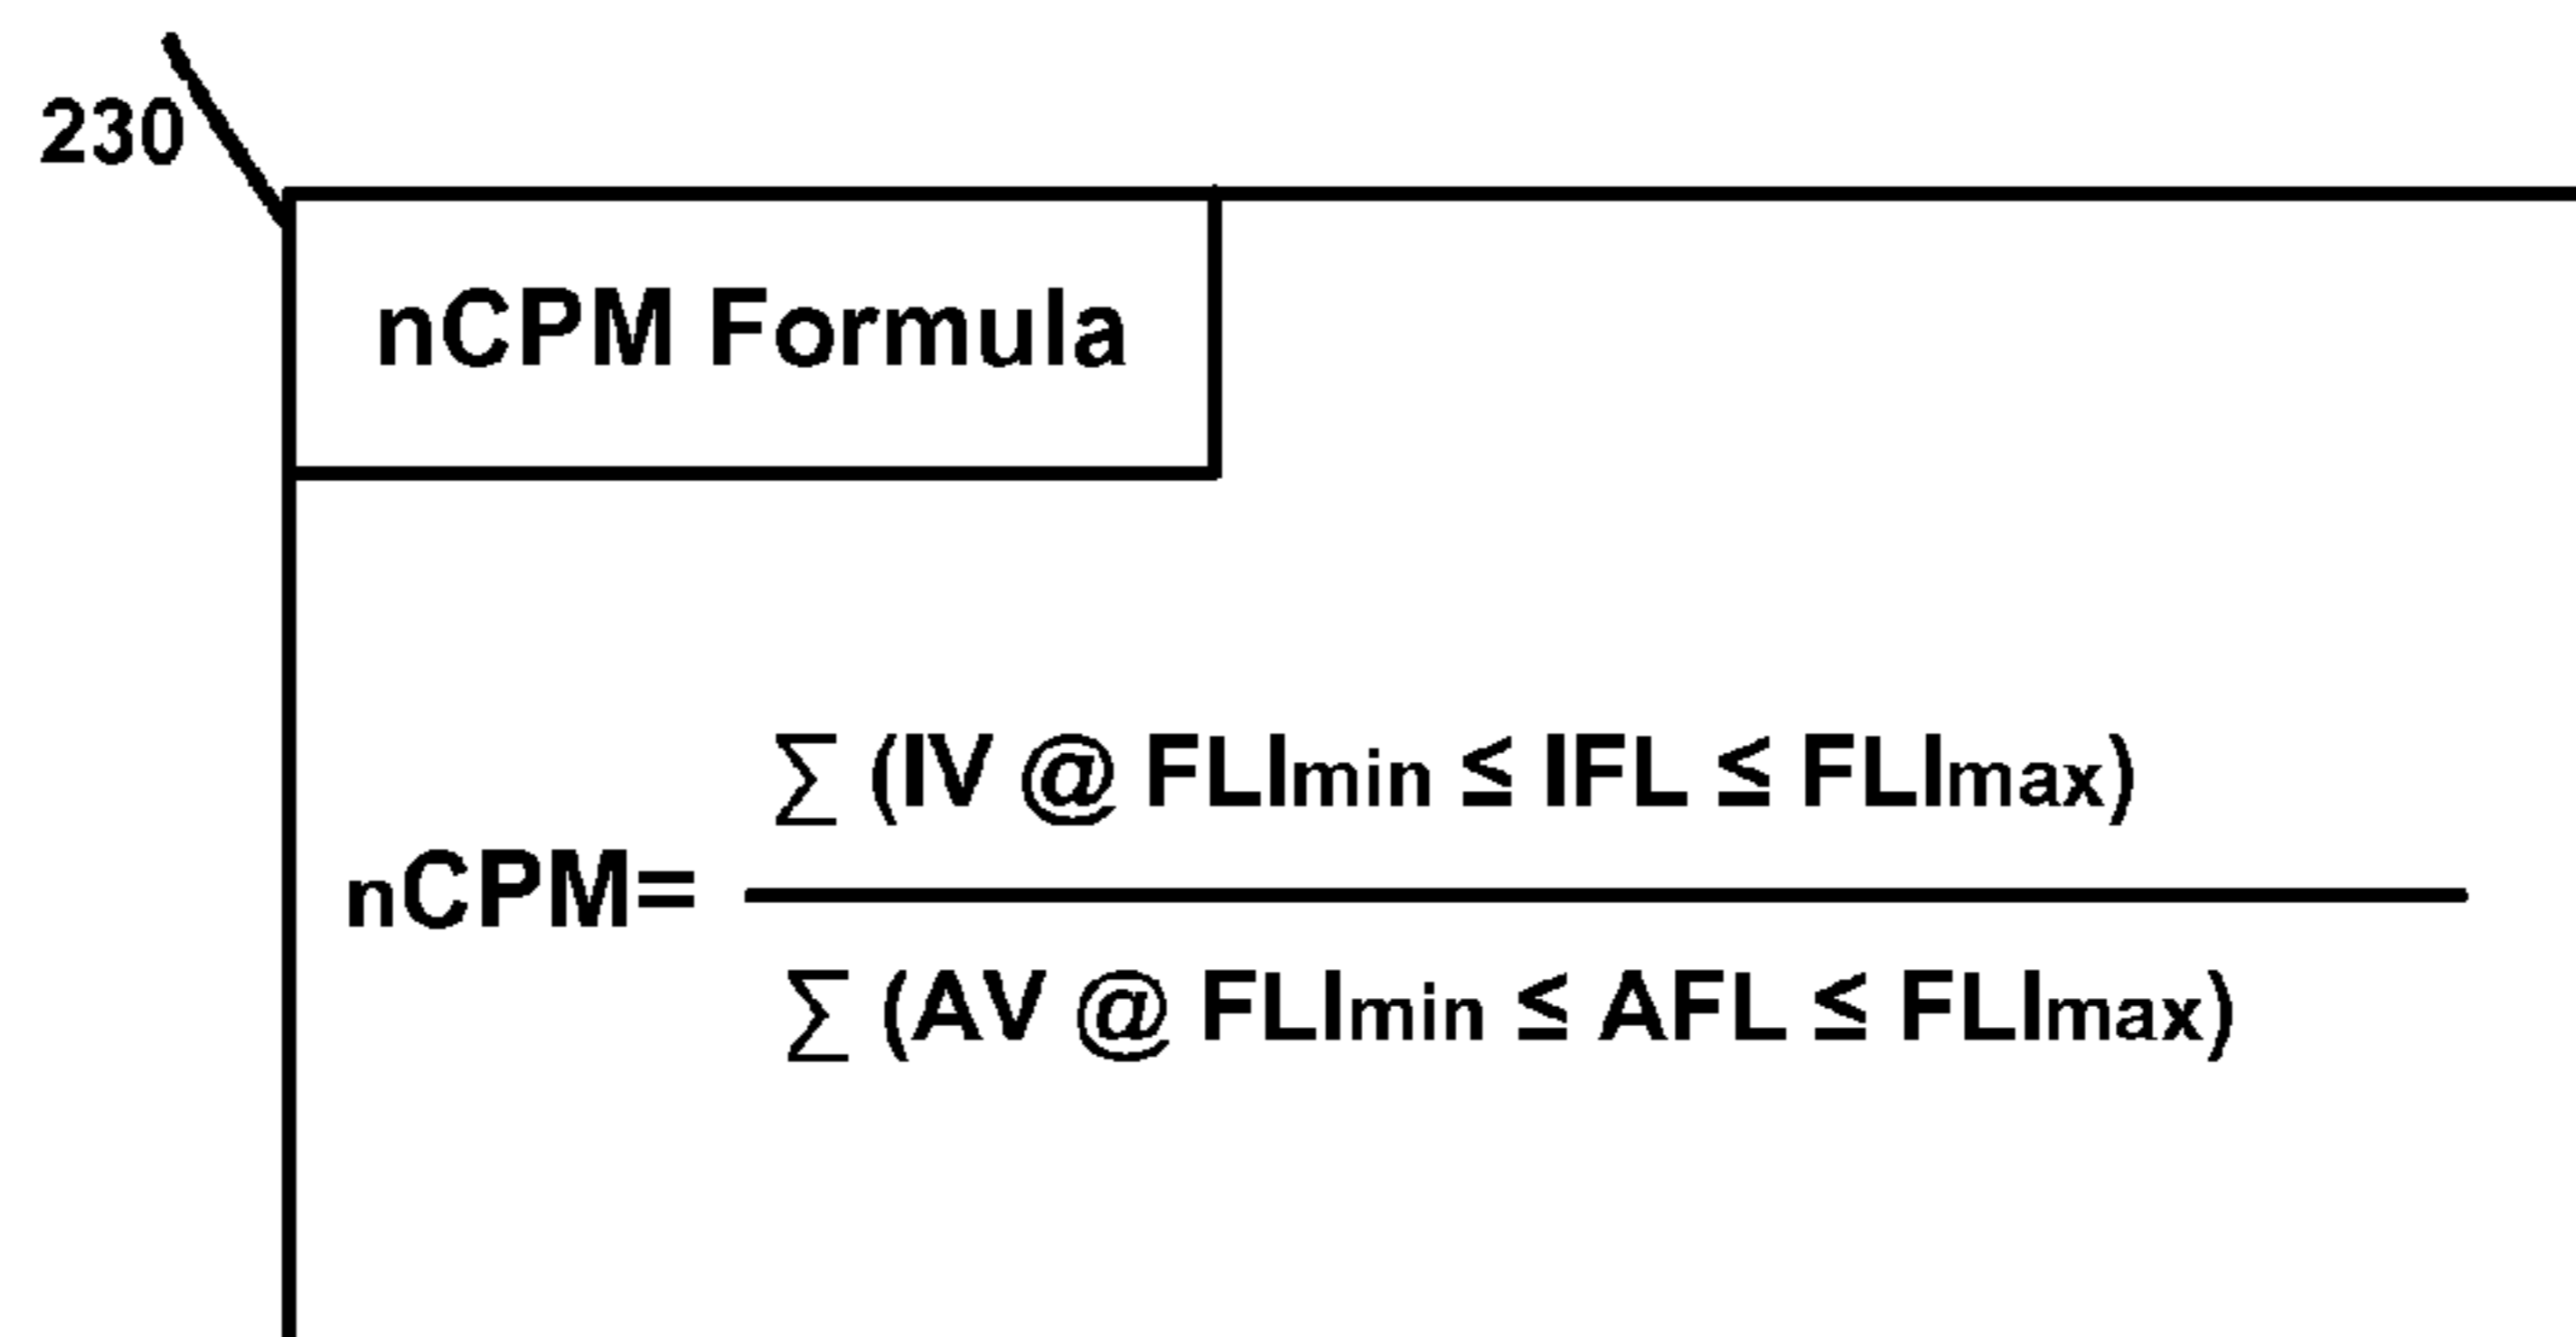 230
nCPM Formula
∑ (IV @ FLImin ≤ IFL ≤ FLImax)
nCPM=
∑ (AV @ FLImin ≤ AFL ≤ FLImax)